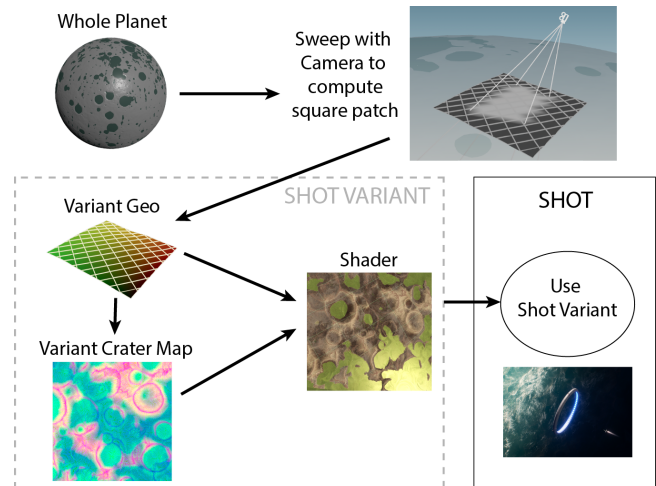 Whole Planet
Sweep with
Camera to
compute
square patch
SHOT VARIANT
Variant Geo
Shader
Variant Crater Map
SHOT
Use
Shot Variant